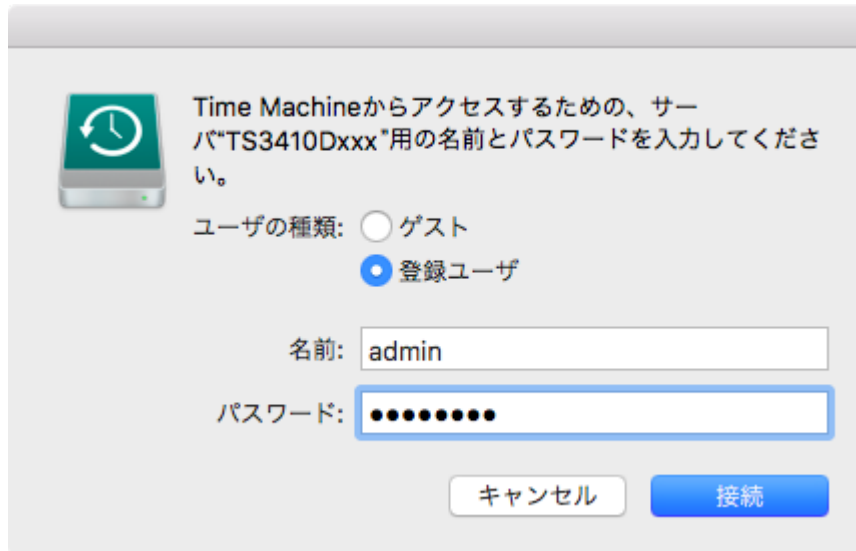 Time Machineからアクセスするための、サー
バ“TS3410Dxxx”用の名前とパスワードを入力してくださ
い。
ユーザの種類: ゲスト
登録ユーザ
名前: admin
パスワード: ●●●●●●●●
キャンセル 接続